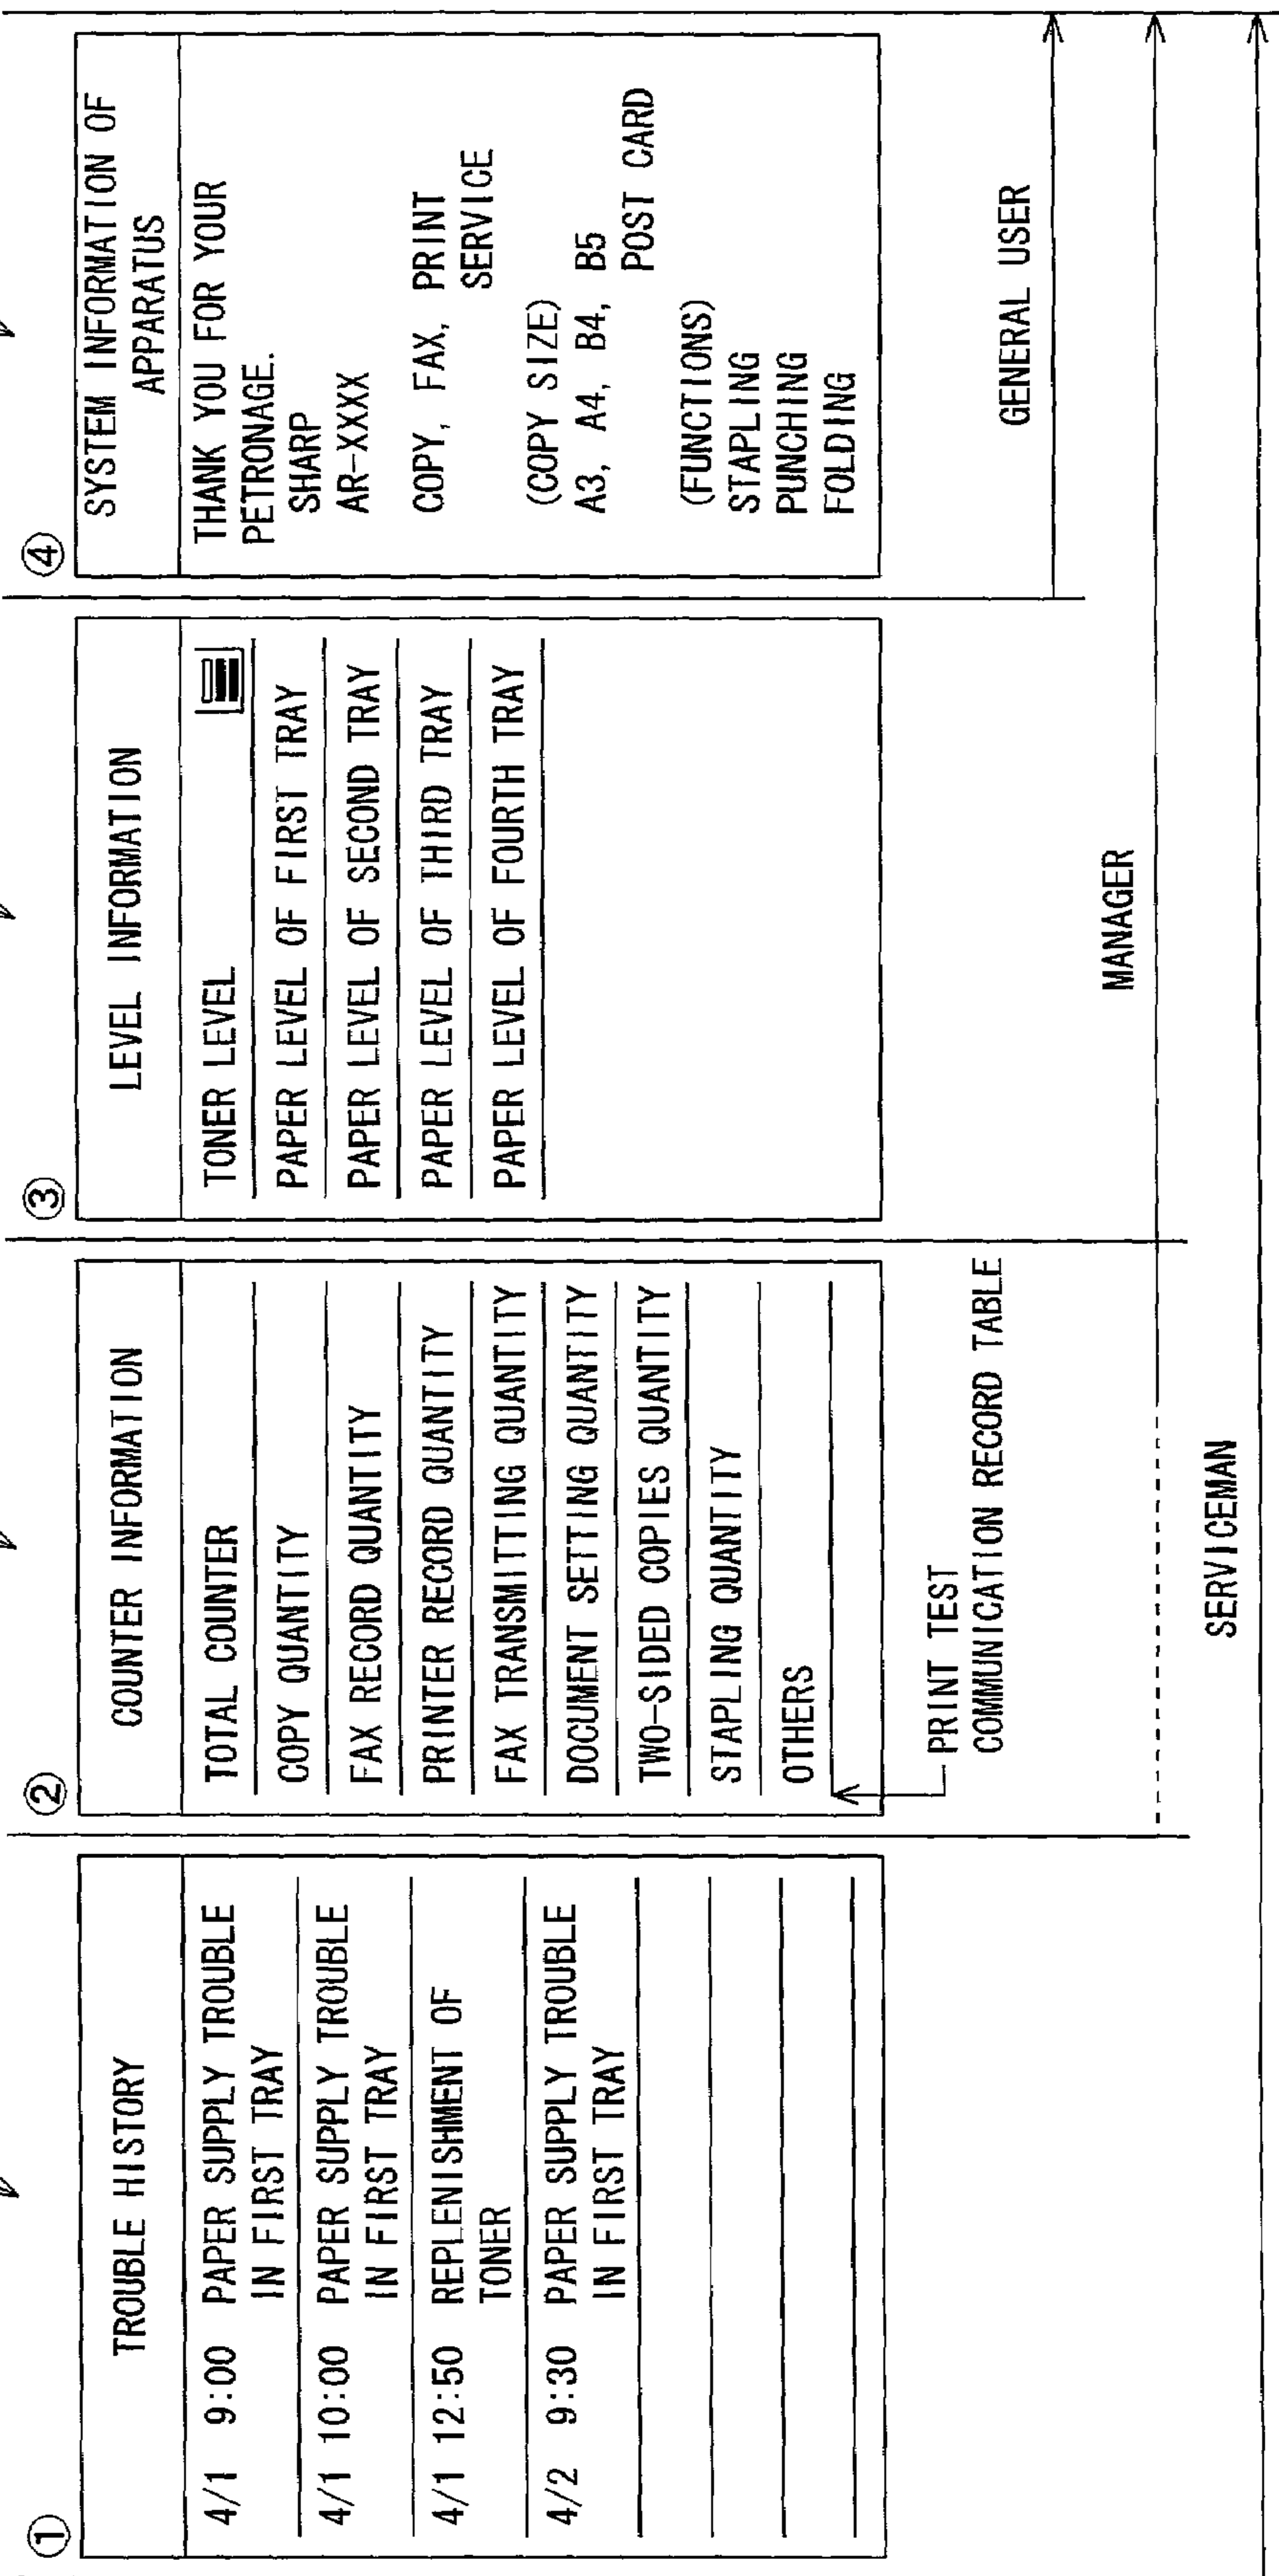 ①
TROUBLE HISTORY
4/1 9:00 PAPER SUPPLY TROUBLE
IN FIRST TRAY
4/1 10:00 PAPER SUPPLY TROUBLE
IN FIRST TRAY
4/1 12:50 REPLENISHMENT OF
TONER
4/2 9:30 PAPER SUPPLY TROUBLE
IN FIRST TRAY
②
COUNTER INFORMATION
TOTAL COUNTER
COPY QUANTITY
FAX RECORD QUANTITY
PRINTER RECORD QUANTITY
FAX TRANSMITTING QUANTITY
DOCUMENT SETTING QUANTITY
TWO-SIDED COPIES QUANTITY
STAPLING QUANTITY
OTHERS
PRINT TEST
COMMUNICATION RECORD TABLE
③
LEVEL INFORMATION
TONER LEVEL
PAPER LEVEL OF FIRST TRAY
PAPER LEVEL OF SECOND TRAY
PAPER LEVEL OF THIRD TRAY
PAPER LEVEL OF FOURTH TRAY
④
SYSTEM INFORMATION OF
APPARATUS
THANK YOU FOR YOUR
PETRONAGE.
SHARP
AR-XXXX
COPY, FAX, PRINT
SERVICE
(COPY SIZE)
A3, A4, B4, B5
POST CARD
(FUNCTIONS)
STAPLING
PUNCHING
FOLDING
GENERAL USER
MANAGER
SERVICEMAN